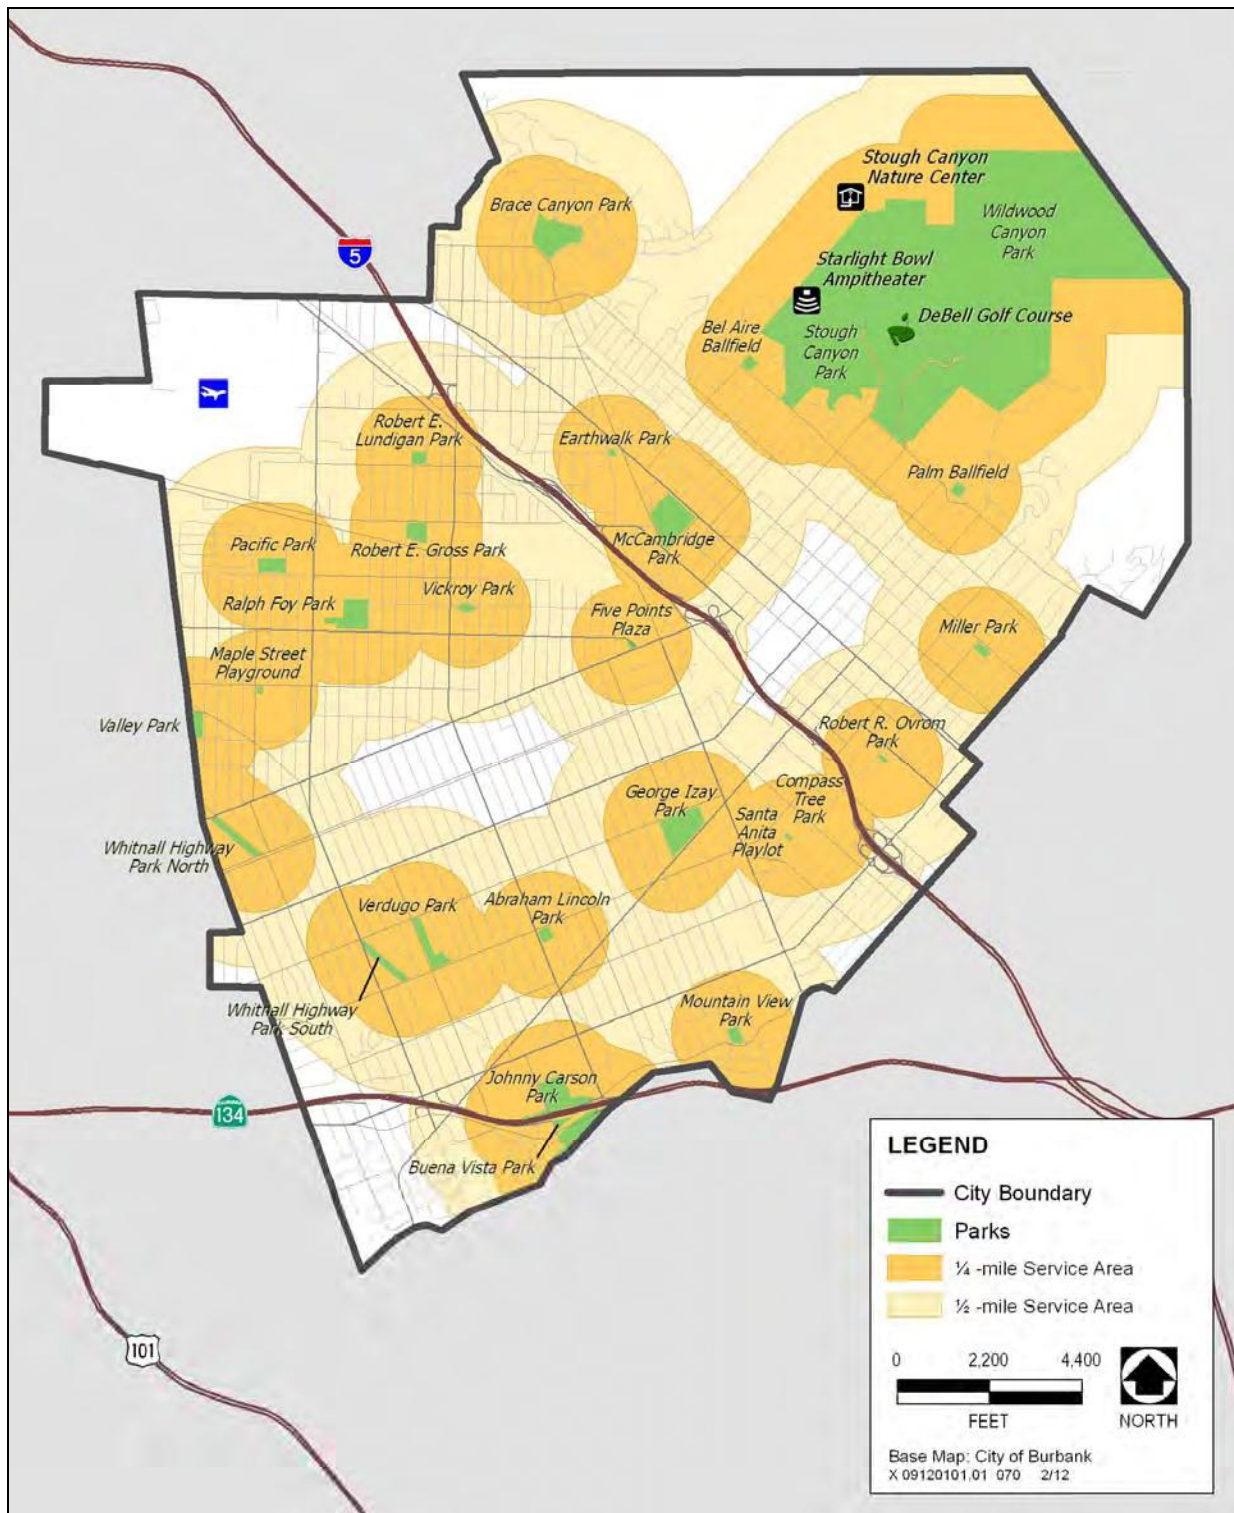 Stough Canyon
Nature Center
Brace Canyon Park
Wildwood
Canyon
Park
5
Starlight Bowl
Ampitheater
DeBell Golf Course
Bel Aire
Ballfield
Stough
Canyon
Park
Robert E.
Lundigan Park
Earthwalk Park
Palm Ballfield
Pacific Park
Robert E. Gross Park
McCambridge
Park
Ralph Foy Park
Vickroy Park
Five Points
Plaza
Miller Park
Maple Street
Playground
Valley Park
Robert R. Ovrom
Park
George Izay
Park
Compass
Tree
Park
Santa
Anita
Playlot
Whitnall Highway
Park North
Verdugo Park
Abraham Lincoln
Park
Whitnall Highway
Park South
Mountain View
Park
Johnny Carson
Park
134
Buena Vista Park
101
LEGEND
City Boundary
Parks
¼ -mile Service Area
½ -mile Service Area
0 2,200 4,400
FEET
NORTH
Base Map: City of Burbank
X 09120101.01 070 2/12